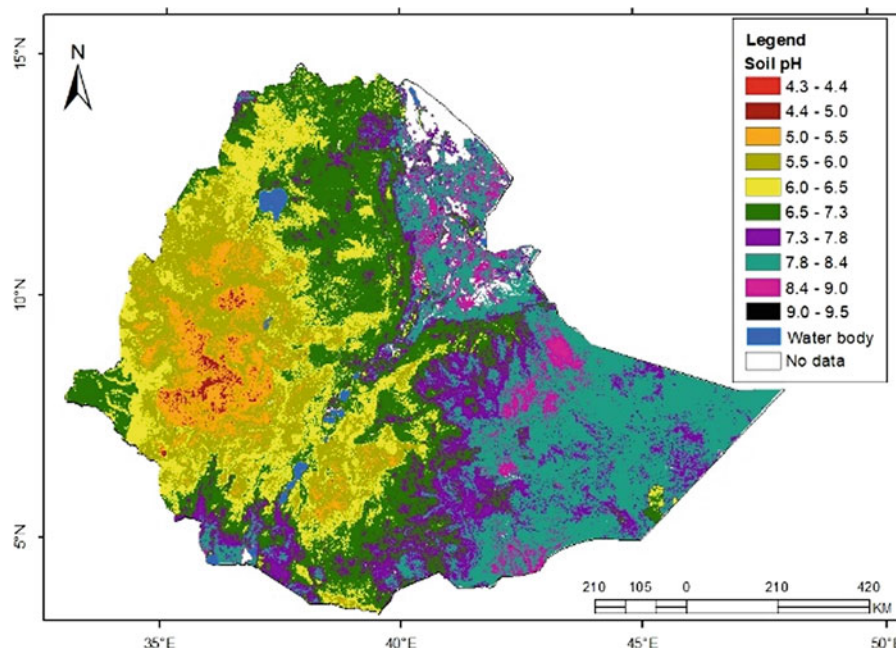 15°N
10°N
5°N
N
Legend
Soil pH
4.3 - 4.4
4.4 - 5.0
5.0 - 5.5
5.5 - 6.0
6.0 - 6.5
6.5 - 7.3
7.3 - 7.8
7.8 - 8.4
8.4 - 9.0
9.0 - 9.5
Water body
No data
210 105 0 210 420
KM
35°E 40°E 45°E 50°E